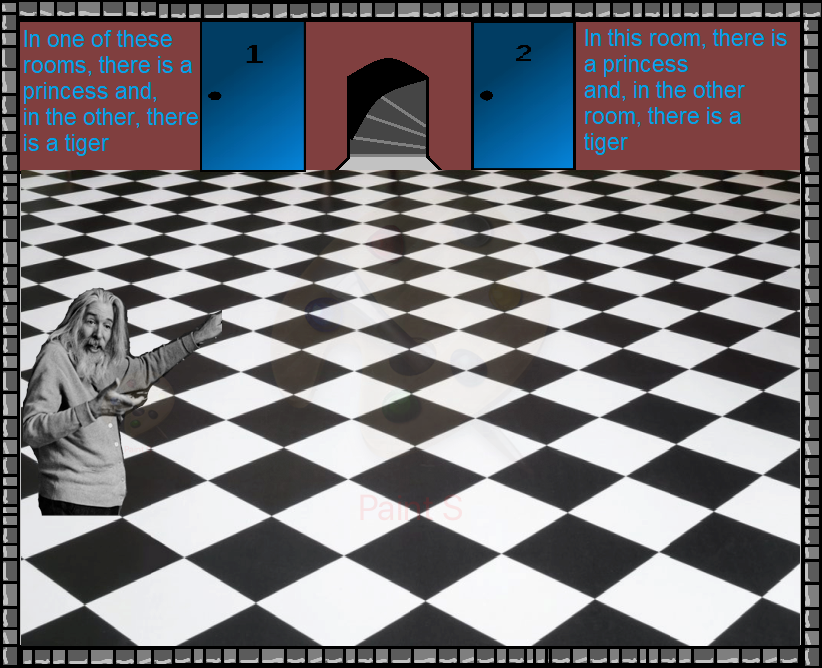 In one of these
rooms, there is a
princess and,
in the other, there
is a tiger
1
2
In this room, there is
a princess
and, in the other
room, there is a
tiger
Paint S